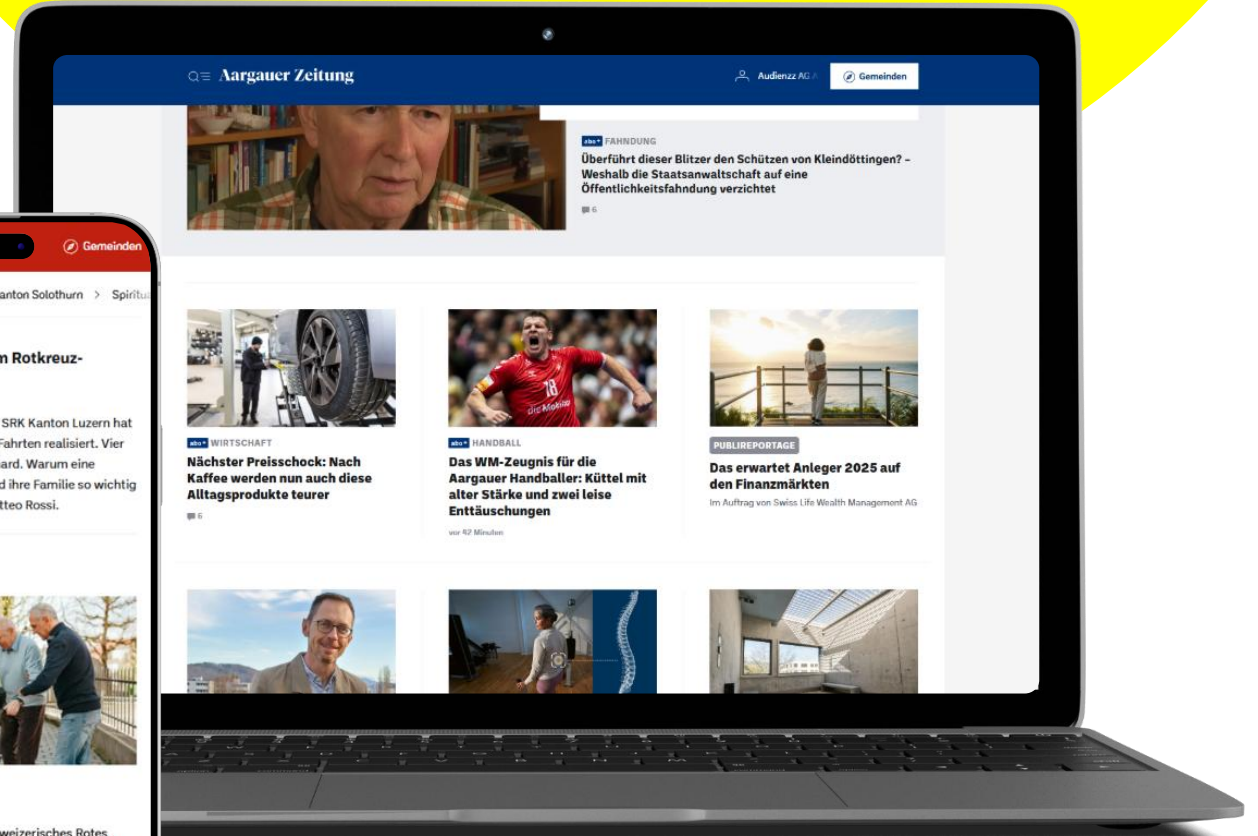 Aargauer Zeitung
Audienzz AG
Gemeinden
abo+ FAHNDUNG
Überführt dieser Blitzer den Schützen von Kleindöttingen? –
Weshalb die Staatsanwaltschaft auf eine
Öffentlichkeitsfahndung verzichtet
6
abo+ WIRTSCHAFT
Nächster Preisschock: Nach
Kaffee werden nun auch diese
Alltagsprodukte teurer
6
18
die Mobiliar
abo+ HANDBALL
Das WM-Zeugnis für die
Aargauer Handballer: Küttel mit
alter Stärke und zwei leise
Enttäuschungen
vor 42 Minuten
PUBLIREPORTAGE
Das erwartet Anleger 2025 auf
den Finanzmärkten
Im Auftrag von Swiss Life Wealth Management AG
Gemeinden
anton Solothurn > Spiritu
m Rotkreuz-
SRK Kanton Luzern hat
Fahrten realisiert. Vier
ard. Warum eine
d ihre Familie so wichtig
tteo Rossi.
weizerisches Rotes